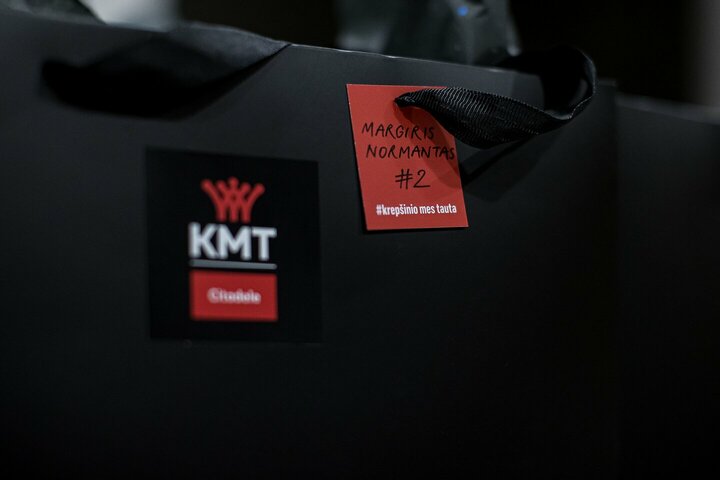 KMT
Citadele
MARGIRIS
NORMANTAS
#2
#krepšinio mes tauta